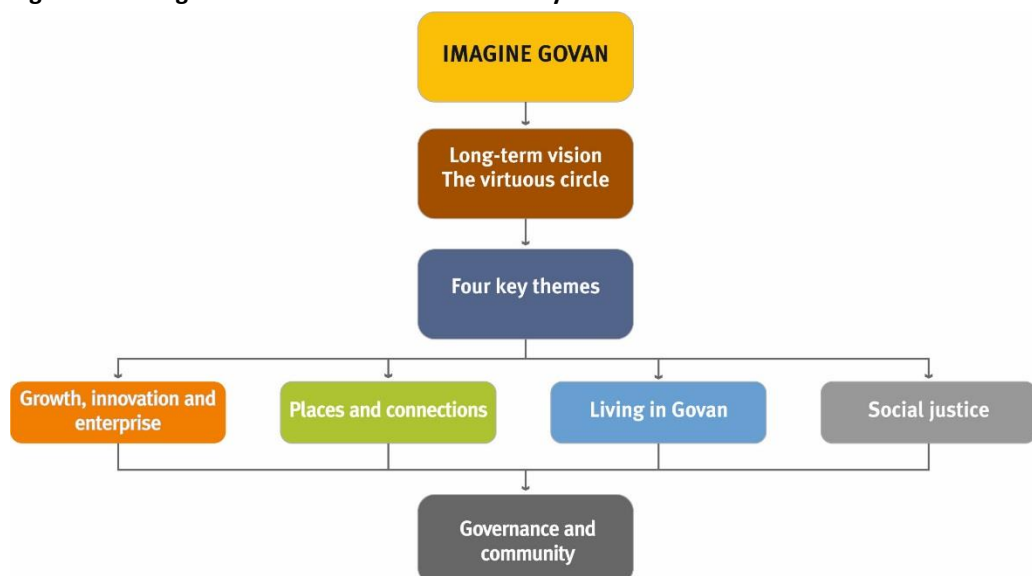 IMAGINE GOVAN
Long-term vision
The virtuous circle
Four key themes
Growth, innovation and
enterprise
Places and connections
Living in Govan
Social justice
Governance and
community